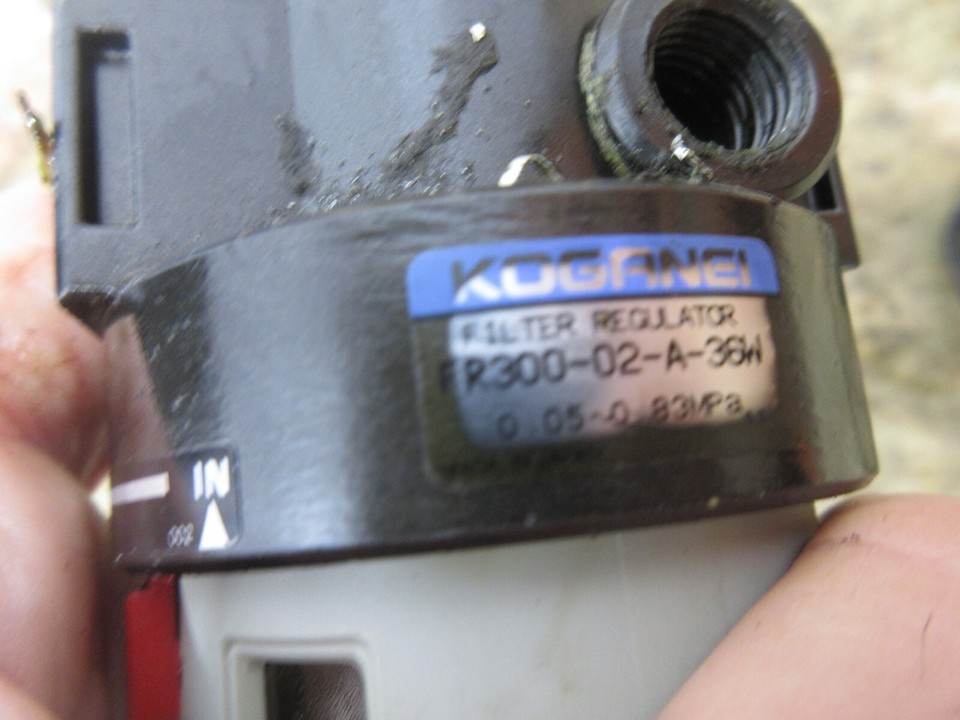 KOGANEI
FILTER REGULATOR
FR300-02-A-36W
0.05~0.83MPa
IN